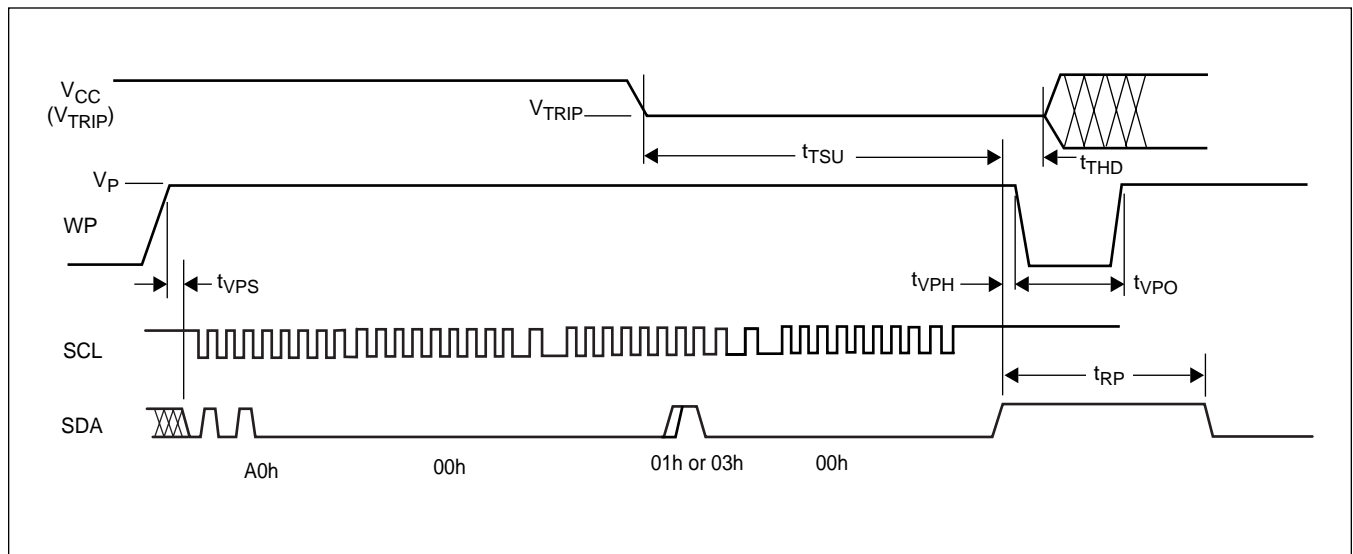 VCC
(VTRIP)
VTRIP
tTSU
tTHD
VP
WP
tVPS
tVPH
tVPO
SCL
tRP
SDA
A0h
00h
01h or 03h
00h